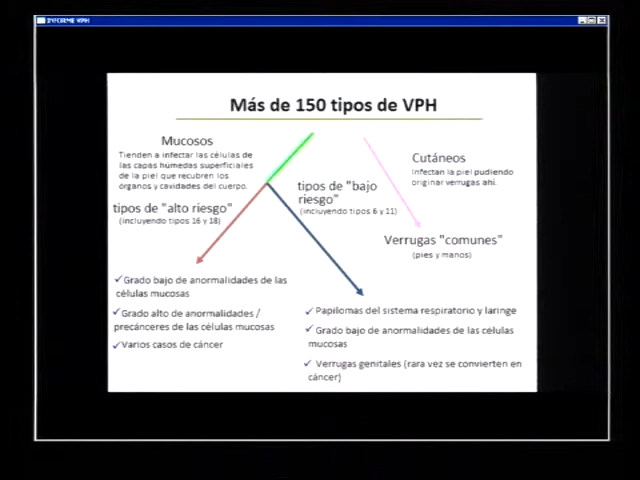 INFORME VPH
Más de 150 tipos de VPH
Mucosos
Tienden a infectar las células de
las capas húmedas superficiales
de la piel que recubren los
órganos y cavidades del cuerpo.
Cutáneos
Infectan la piel pudiendo
originar verrugas ahí.
tipos de "alto riesgo"
(incluyendo tipos 16 y 18)
tipos de "bajo
riesgo"
(incluyendo tipos 6 y 11)
Verrugas "comunes"
(pies y manos)
✓Grado bajo de anormalidades de las
células mucosas
✓Grado alto de anormalidades /
precánceres de las células mucosas
✓Varios casos de cáncer
✓Papilomas del sistema respiratorio y laringe
✓Grado bajo de anormalidades de las células
mucosas
✓ Verrugas genitales (rara vez se convierten en
cáncer)